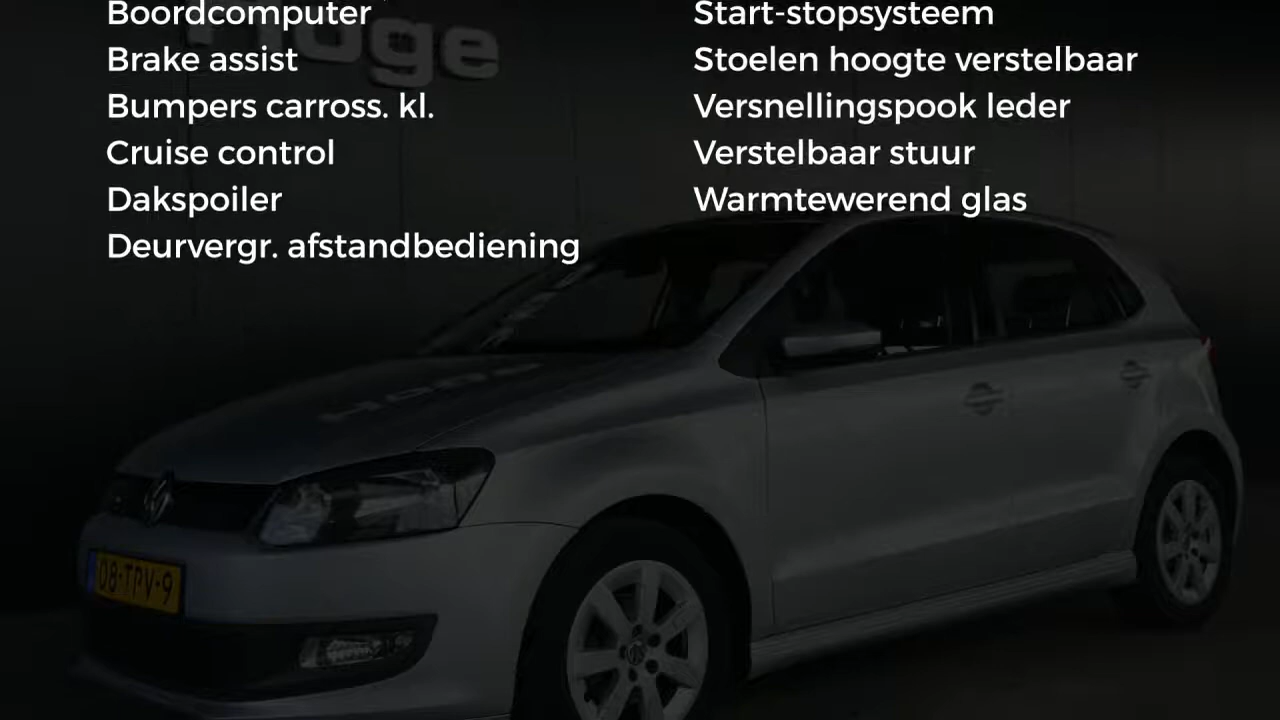 Boordcomputer
Brake assist
Bumpers carross. kl.
Cruise control
Dakspoiler
Deurvergr. afstandbediening
Start-stopsysteem
Stoelen hoogte verstelbaar
Versnellingspook leder
Verstelbaar stuur
Warmtewerend glas
08-TPV-9